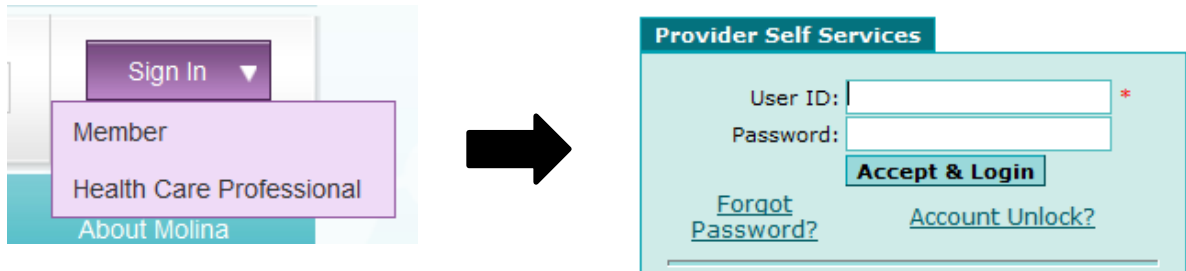 Sign In
Member
Health Care Professional
About Molina
Provider Self Services
User ID:
*
Password:
Accept & Login
Forgot
Password?
Account Unlock?